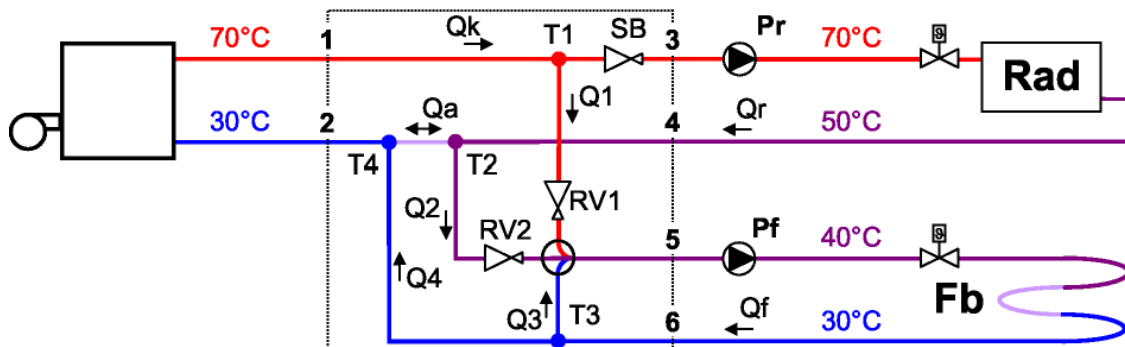 70°C 1 Qk T1 SB 3 Pr 70°C ϑ Rad
Q1
30°C 2 Qa 4 Qr 50°C
T4 T2
RV1
Q2 RV2 5 Pf 40°C ϑ
Q4 Fb
Q3 T3 6 Qf 30°C